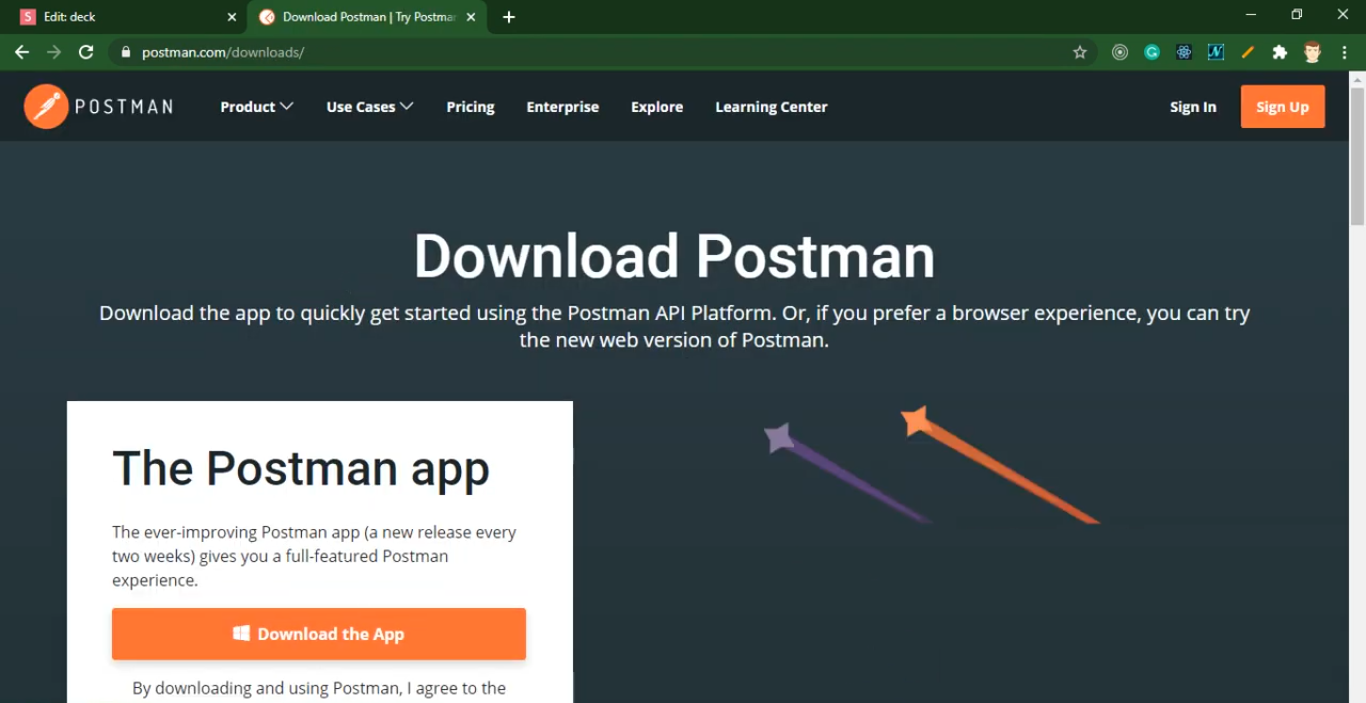 Edit: deck
Download Postman | Try Postman
postman.com/downloads/
POSTMAN
Product
Use Cases
Pricing
Enterprise
Explore
Learning Center
Sign In
Sign Up
Download Postman
Download the app to quickly get started using the Postman API Platform. Or, if you prefer a browser experience, you can try
the new web version of Postman.
The Postman app
The ever-improving Postman app (a new release every
two weeks) gives you a full-featured Postman
experience.
Download the App
By downloading and using Postman, I agree to the